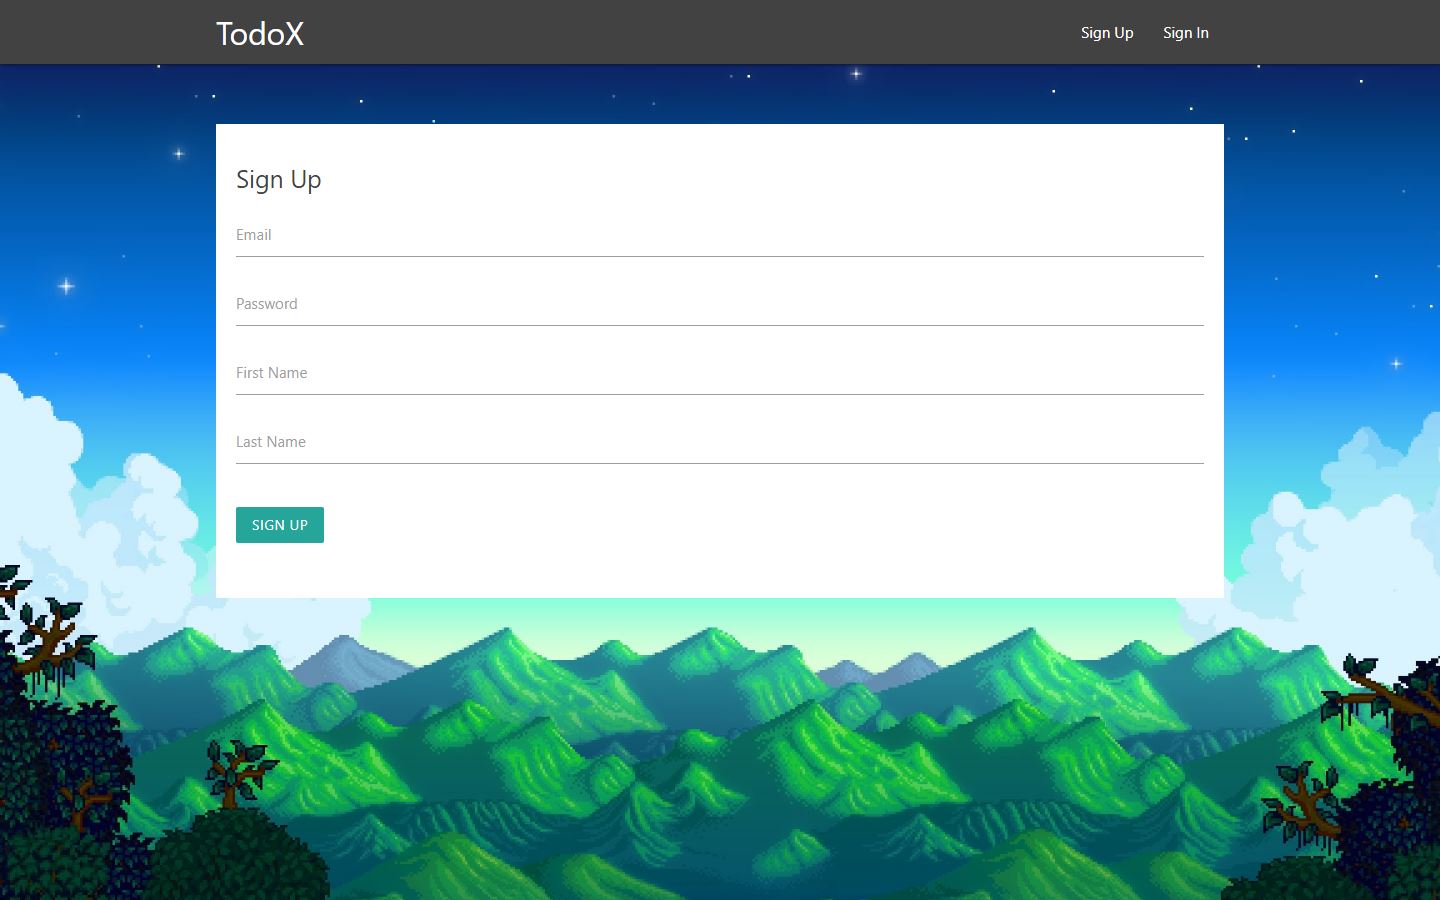 TodoX
Sign Up
Sign In
Sign Up
Email
Password
First Name
Last Name
SIGN UP